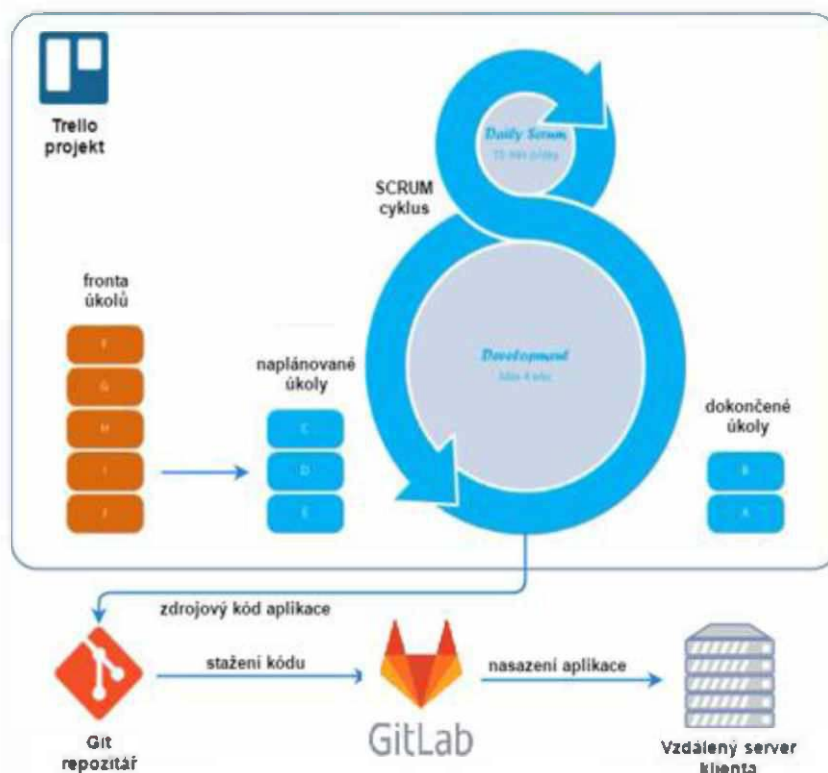 Trello
projekt
Daily Scrum
SCRUM
cyklus
fronta
úkolů
F
G
H
I
J
naplánované
úkoly
C
D
E
Development
dokončené
úkoly
B
A
zdrojový kód aplikace
stažení kódu
nasazení aplikace
Git
repozitář
GitLab
Vzdálený server
klienta